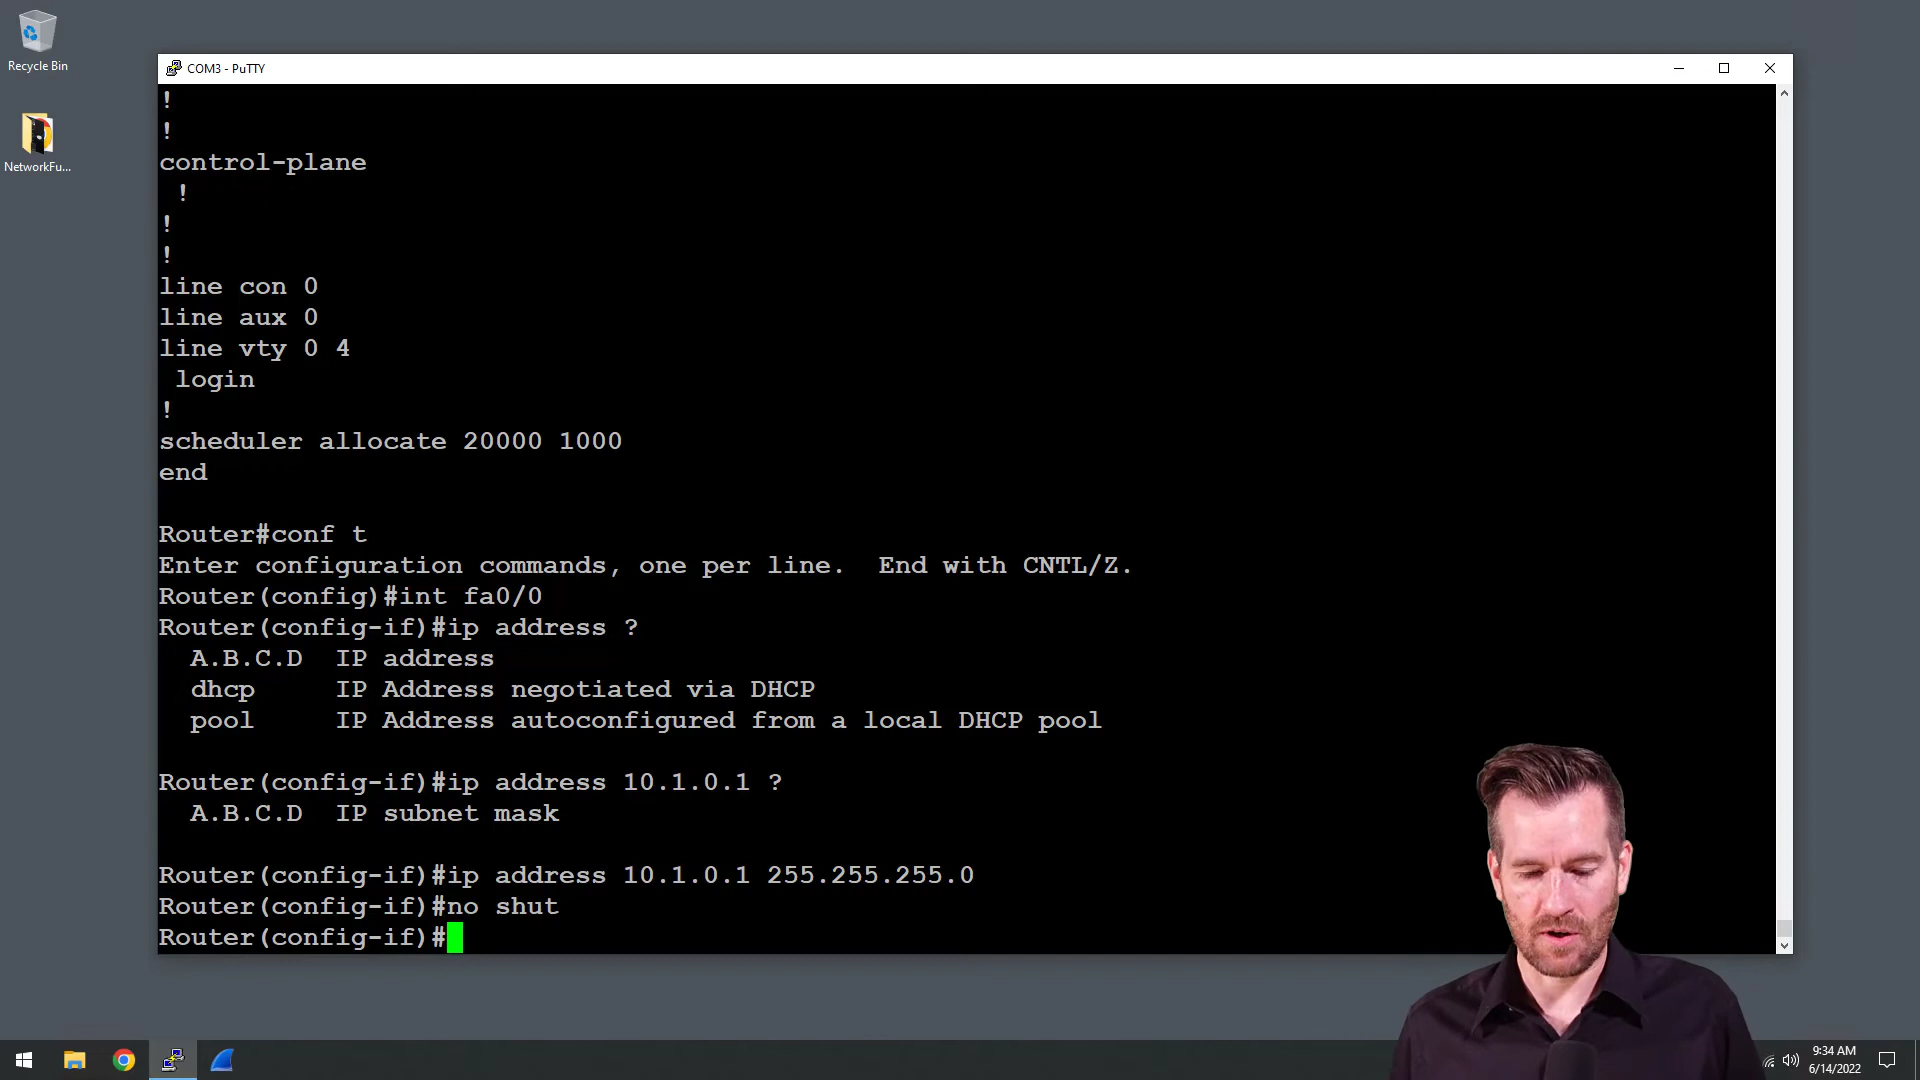 Recycle Bin
NetworkFu...
COM3 - PuTTY
!
!
control-plane
 !
!
!
line con 0
line aux 0
line vty 0 4
 login
!
scheduler allocate 20000 1000
end
Router#conf t
Enter configuration commands, one per line.  End with CNTL/Z.
Router(config)#int fa0/0
Router(config-if)#ip address ?
  A.B.C.D  IP address
  dhcp     IP Address negotiated via DHCP
  pool     IP Address autoconfigured from a local DHCP pool
Router(config-if)#ip address 10.1.0.1 ?
  A.B.C.D  IP subnet mask
Router(config-if)#ip address 10.1.0.1 255.255.255.0
Router(config-if)#no shut
Router(config-if)#
9:34 AM
6/14/2022